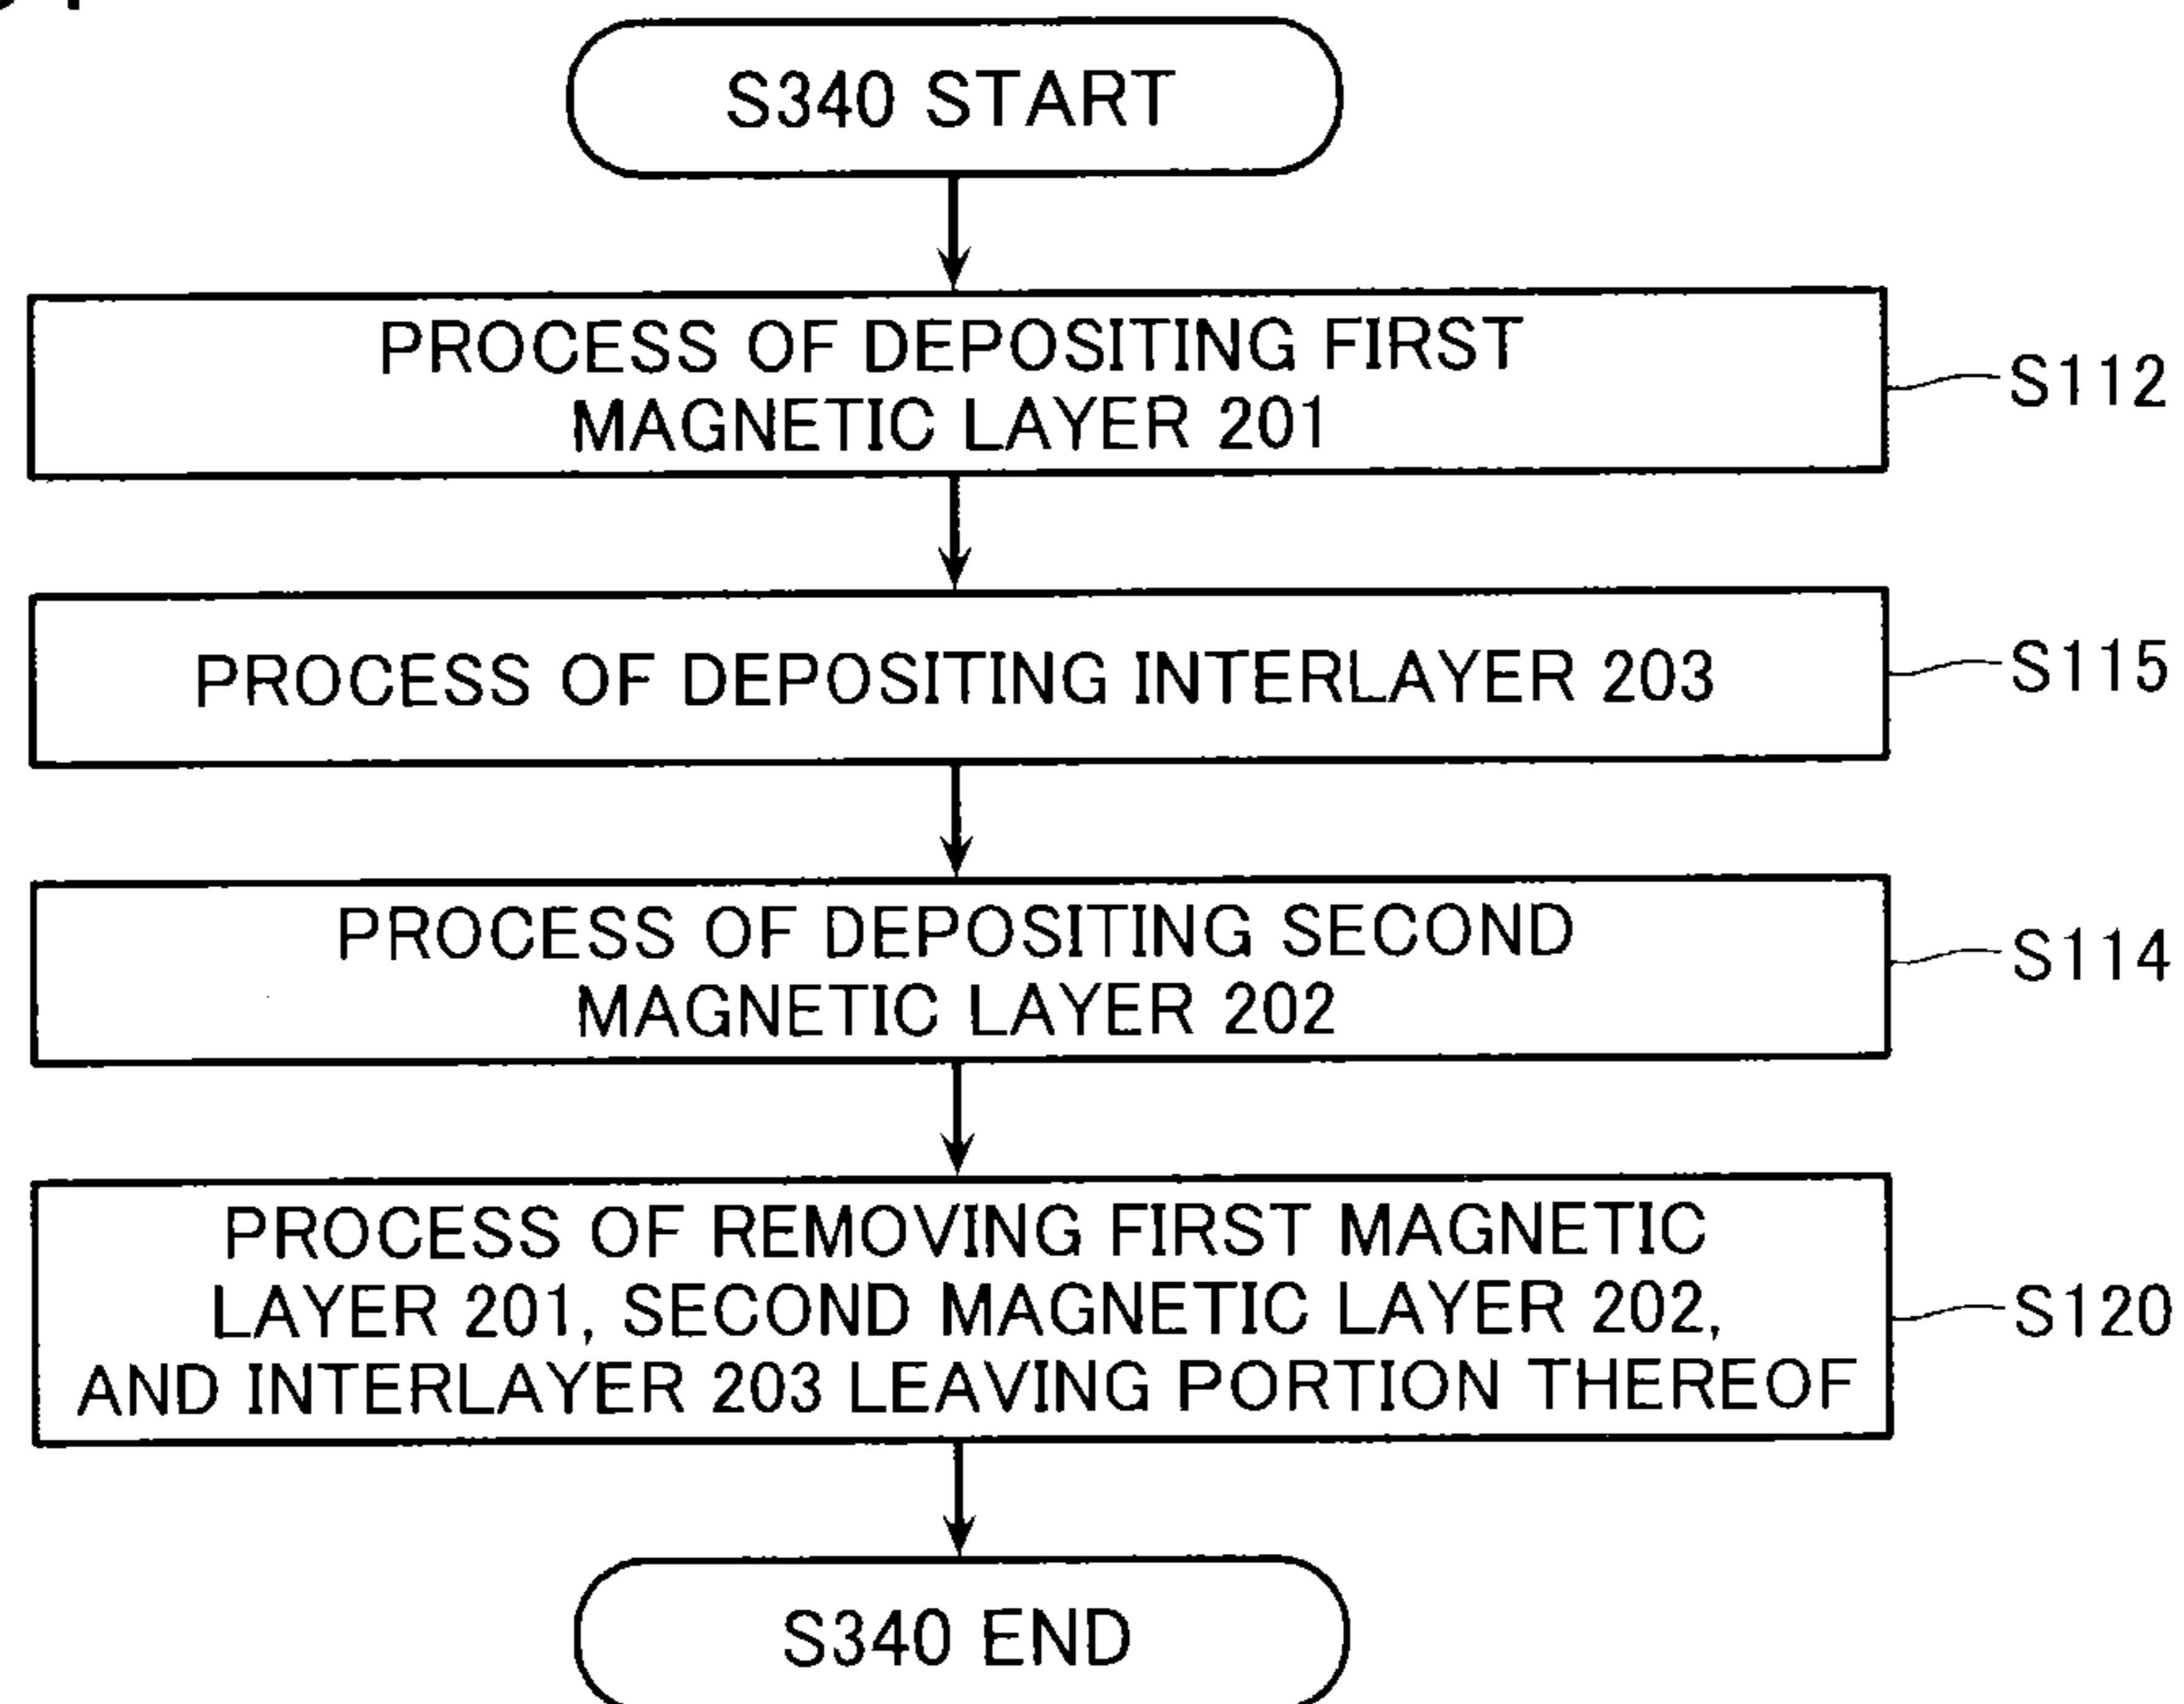 S340 START
PROCESS OF DEPOSITING FIRST
MAGNETIC LAYER 201
S112
PROCESS OF DEPOSITING INTERLAYER 203
S115
PROCESS OF DEPOSITING SECOND
MAGNETIC LAYER 202
S114
PROCESS OF REMOVING FIRST MAGNETIC
LAYER 201, SECOND MAGNETIC LAYER 202,
AND INTERLAYER 203 LEAVING PORTION THEREOF
S120
S340 END